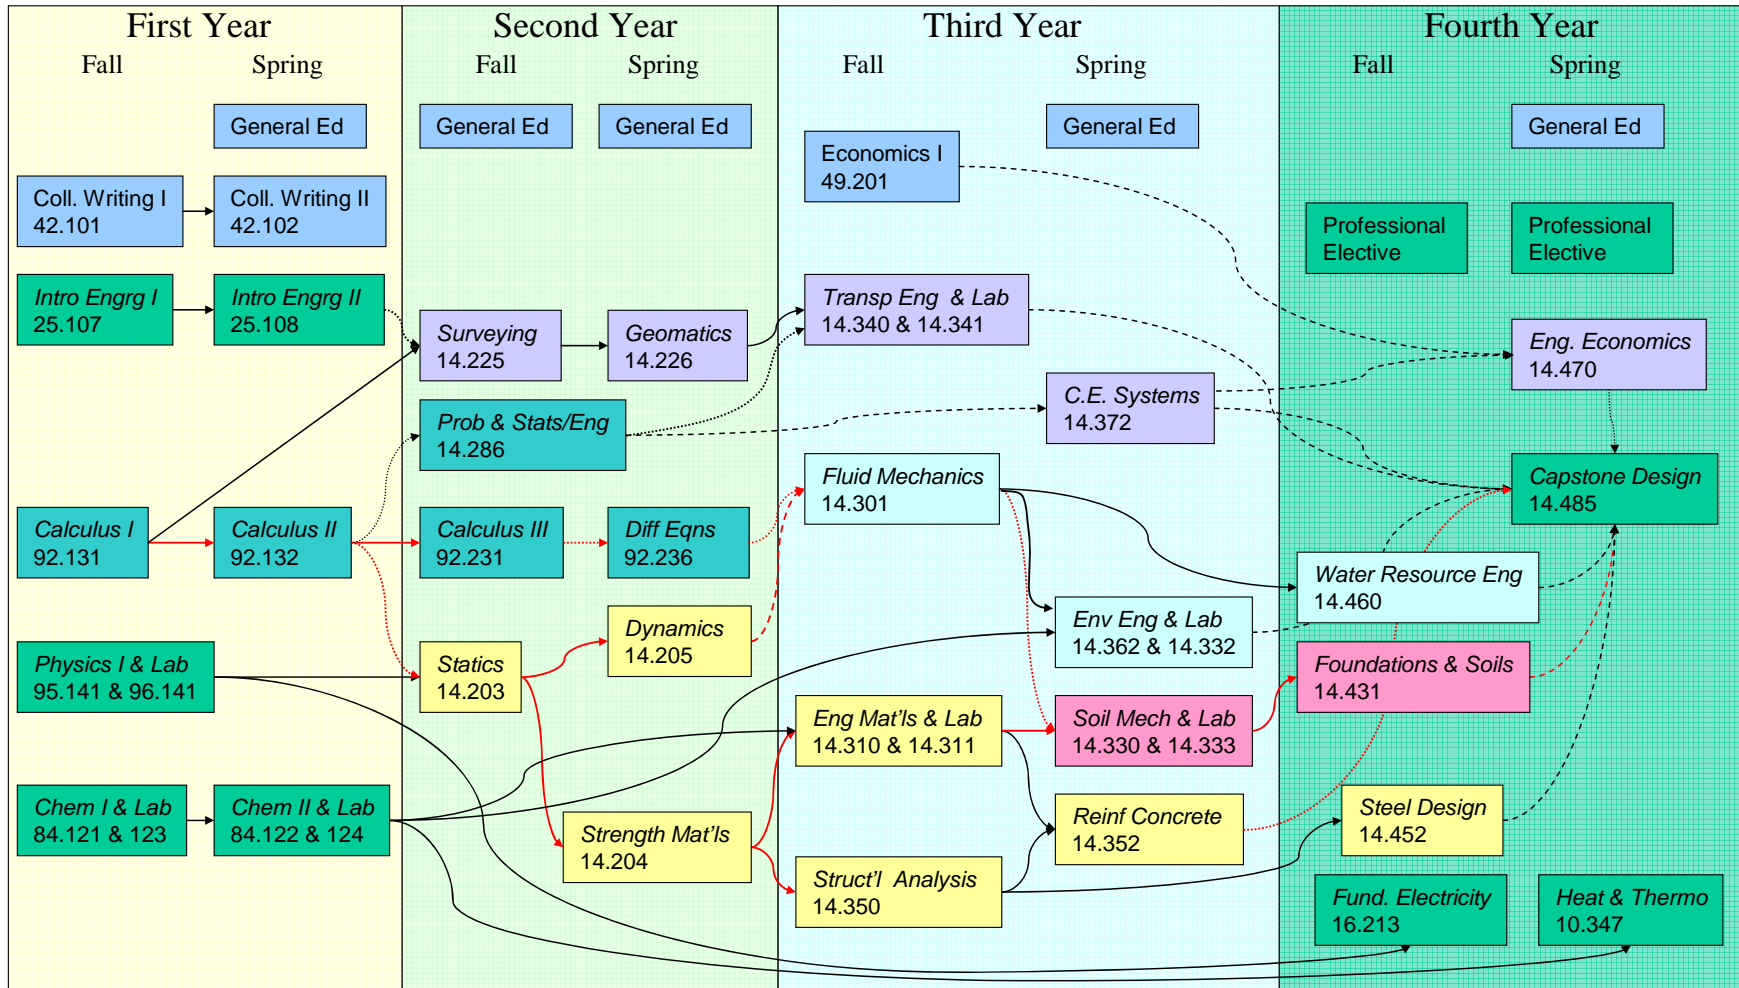 First Year
Fall
Spring
General Ed
Coll. Writing I
42.101
Coll. Writing II
42.102
Intro Engrg I
25.107
Intro Engrg II
25.108
Calculus I
92.131
Calculus II
92.132
Physics I & Lab
95.141 & 96.141
Chem I & Lab
84.121 & 123
Chem II & Lab
84.122 & 124
Second Year
Fall
Spring
General Ed
General Ed
Surveying
14.225
Geomatics
14.226
Prob & Stats/Eng
14.286
Calculus III
92.231
Diff Eqns
92.236
Dynamics
14.205
Statics
14.203
Strength Mat'ls
14.204
Third Year
Fall
Spring
General Ed
Economics I
49.201
Transp Eng & Lab
14.340 & 14.341
C.E. Systems
14.372
Fluid Mechanics
14.301
Env Eng & Lab
14.362 & 14.332
Eng Mat'ls & Lab
14.310 & 14.311
Soil Mech & Lab
14.330 & 14.333
Reinf Concrete
14.352
Struct'l Analysis
14.350
Fourth Year
Fall
Spring
General Ed
Professional
Elective
Professional
Elective
Eng. Economics
14.470
Capstone Design
14.485
Water Resource Eng
14.460
Foundations & Soils
14.431
Steel Design
14.452
Fund. Electricity
16.213
Heat & Thermo
10.347